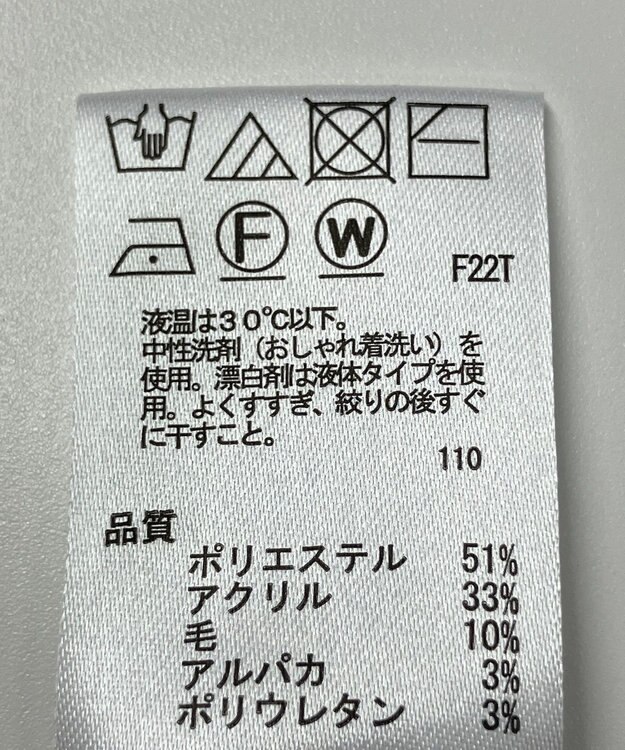 F W F22T
液温は３０℃以下。
中性洗剤（おしゃれ着洗い）を
使用。漂白剤は液体タイプを使
用。よくすすぎ、絞りの後すぐ
に干すこと。
110
品質
ポリエステル 51%
アクリル 33%
毛 10%
アルパカ 3%
ポリウレタン 3%